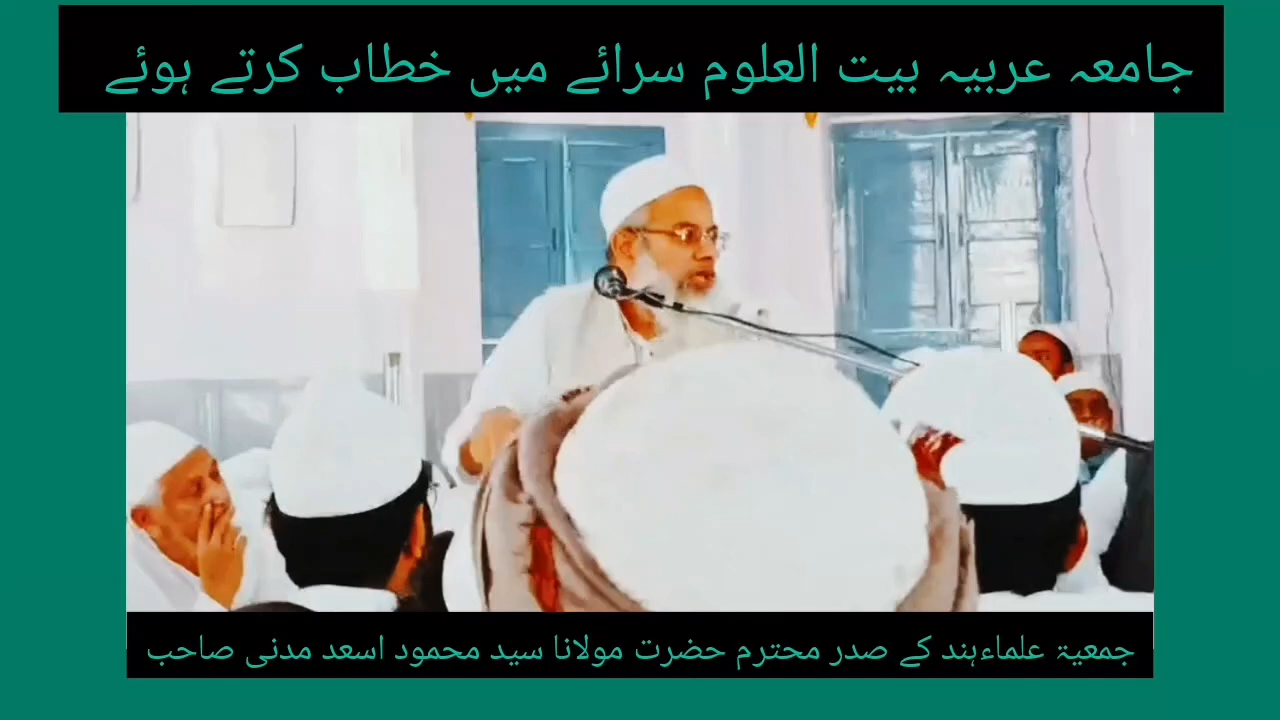 جامعہ عربیہ بیت العلوم سرائے میں خطاب کرتے ہوئے
جمعیۃ علماءہند کے صدر محترم حضرت مولانا سید محمود اسعد مدنی صاحب